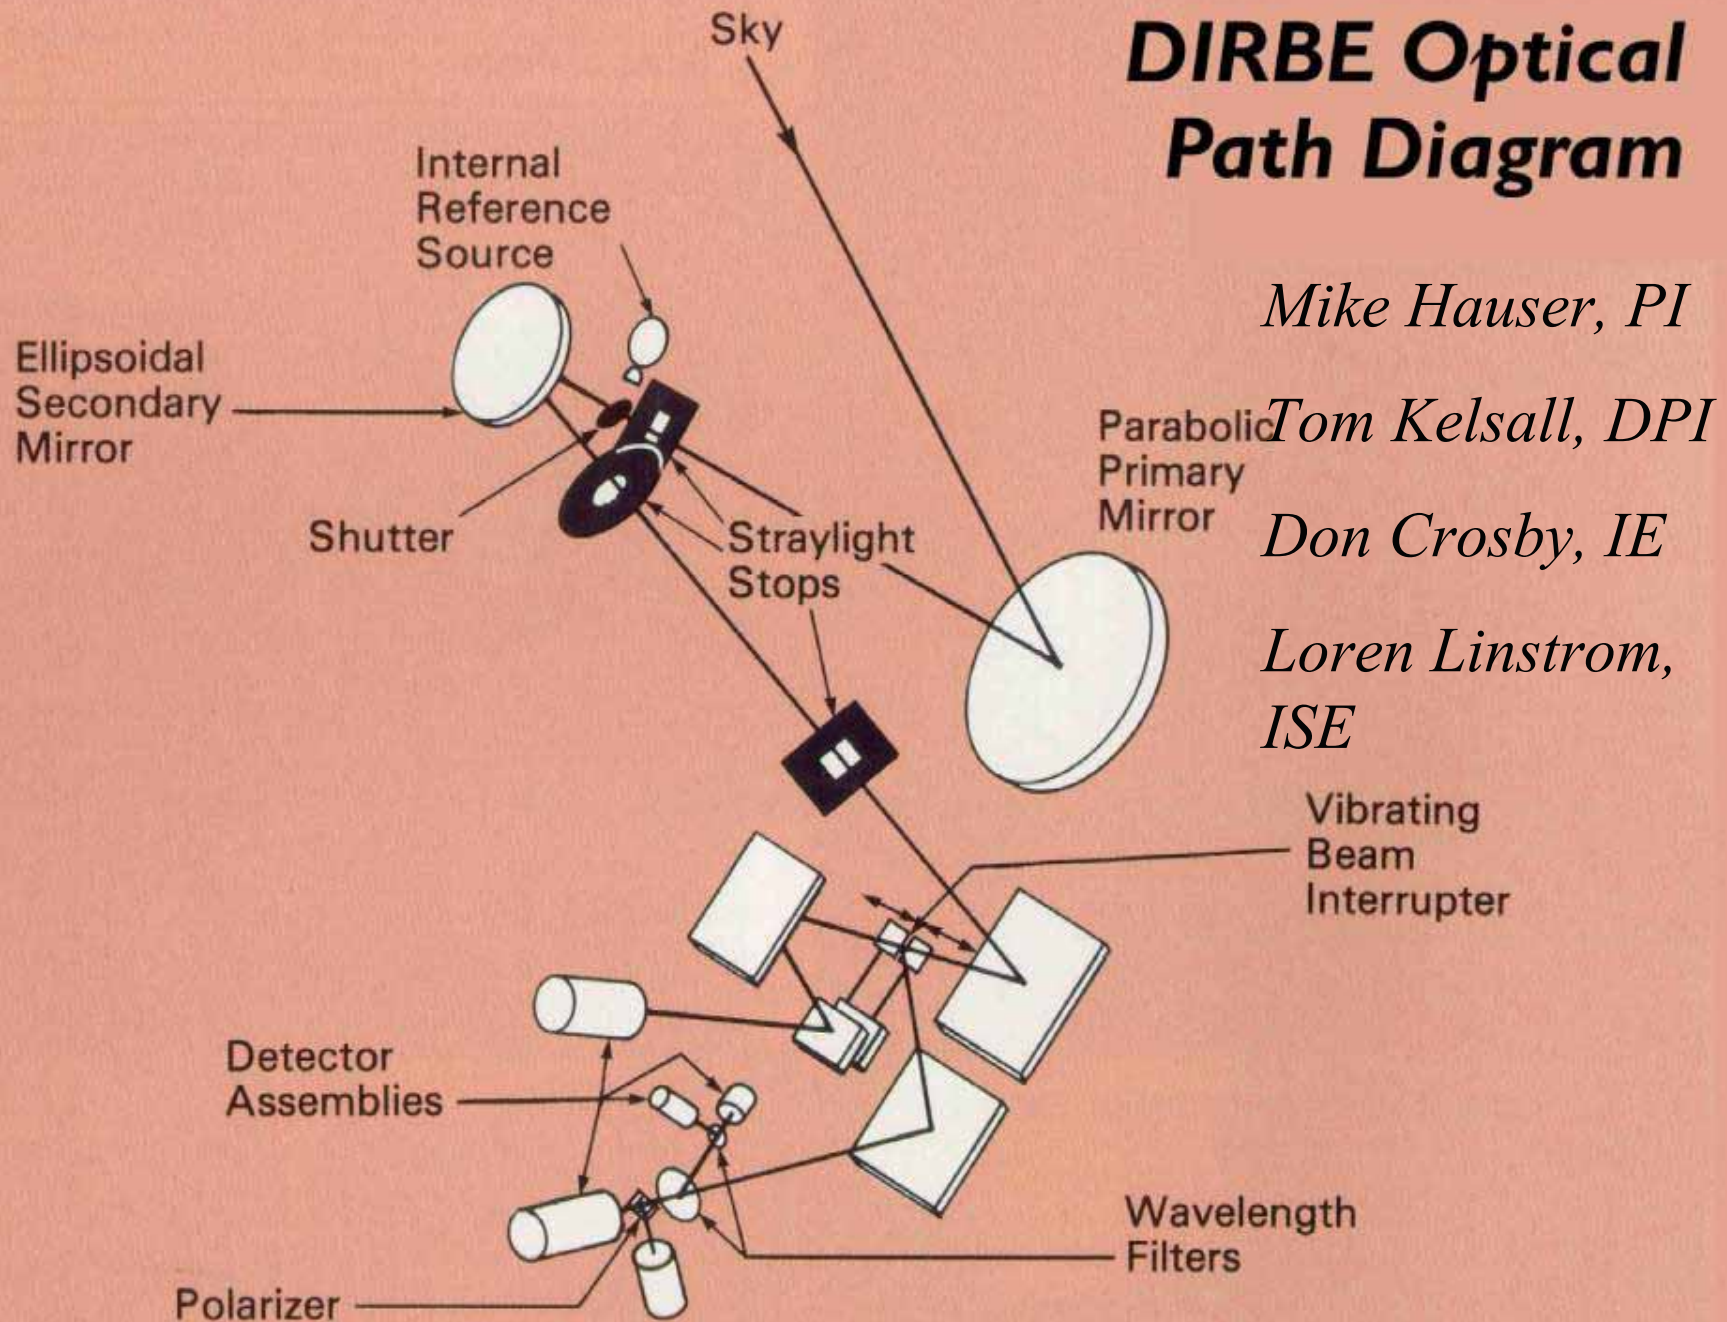 Sky
DIRBE Optical
Path Diagram
Internal
Reference
Source
Mike Hauser, PI
Ellipsoidal
Secondary
Mirror
Parabolic
Primary
Mirror
Tom Kelsall, DPI
Shutter
Straylight
Stops
Don Crosby, IE
Loren Linstrom,
ISE
Vibrating
Beam
Interrupter
Detector
Assemblies
Wavelength
Filters
Polarizer